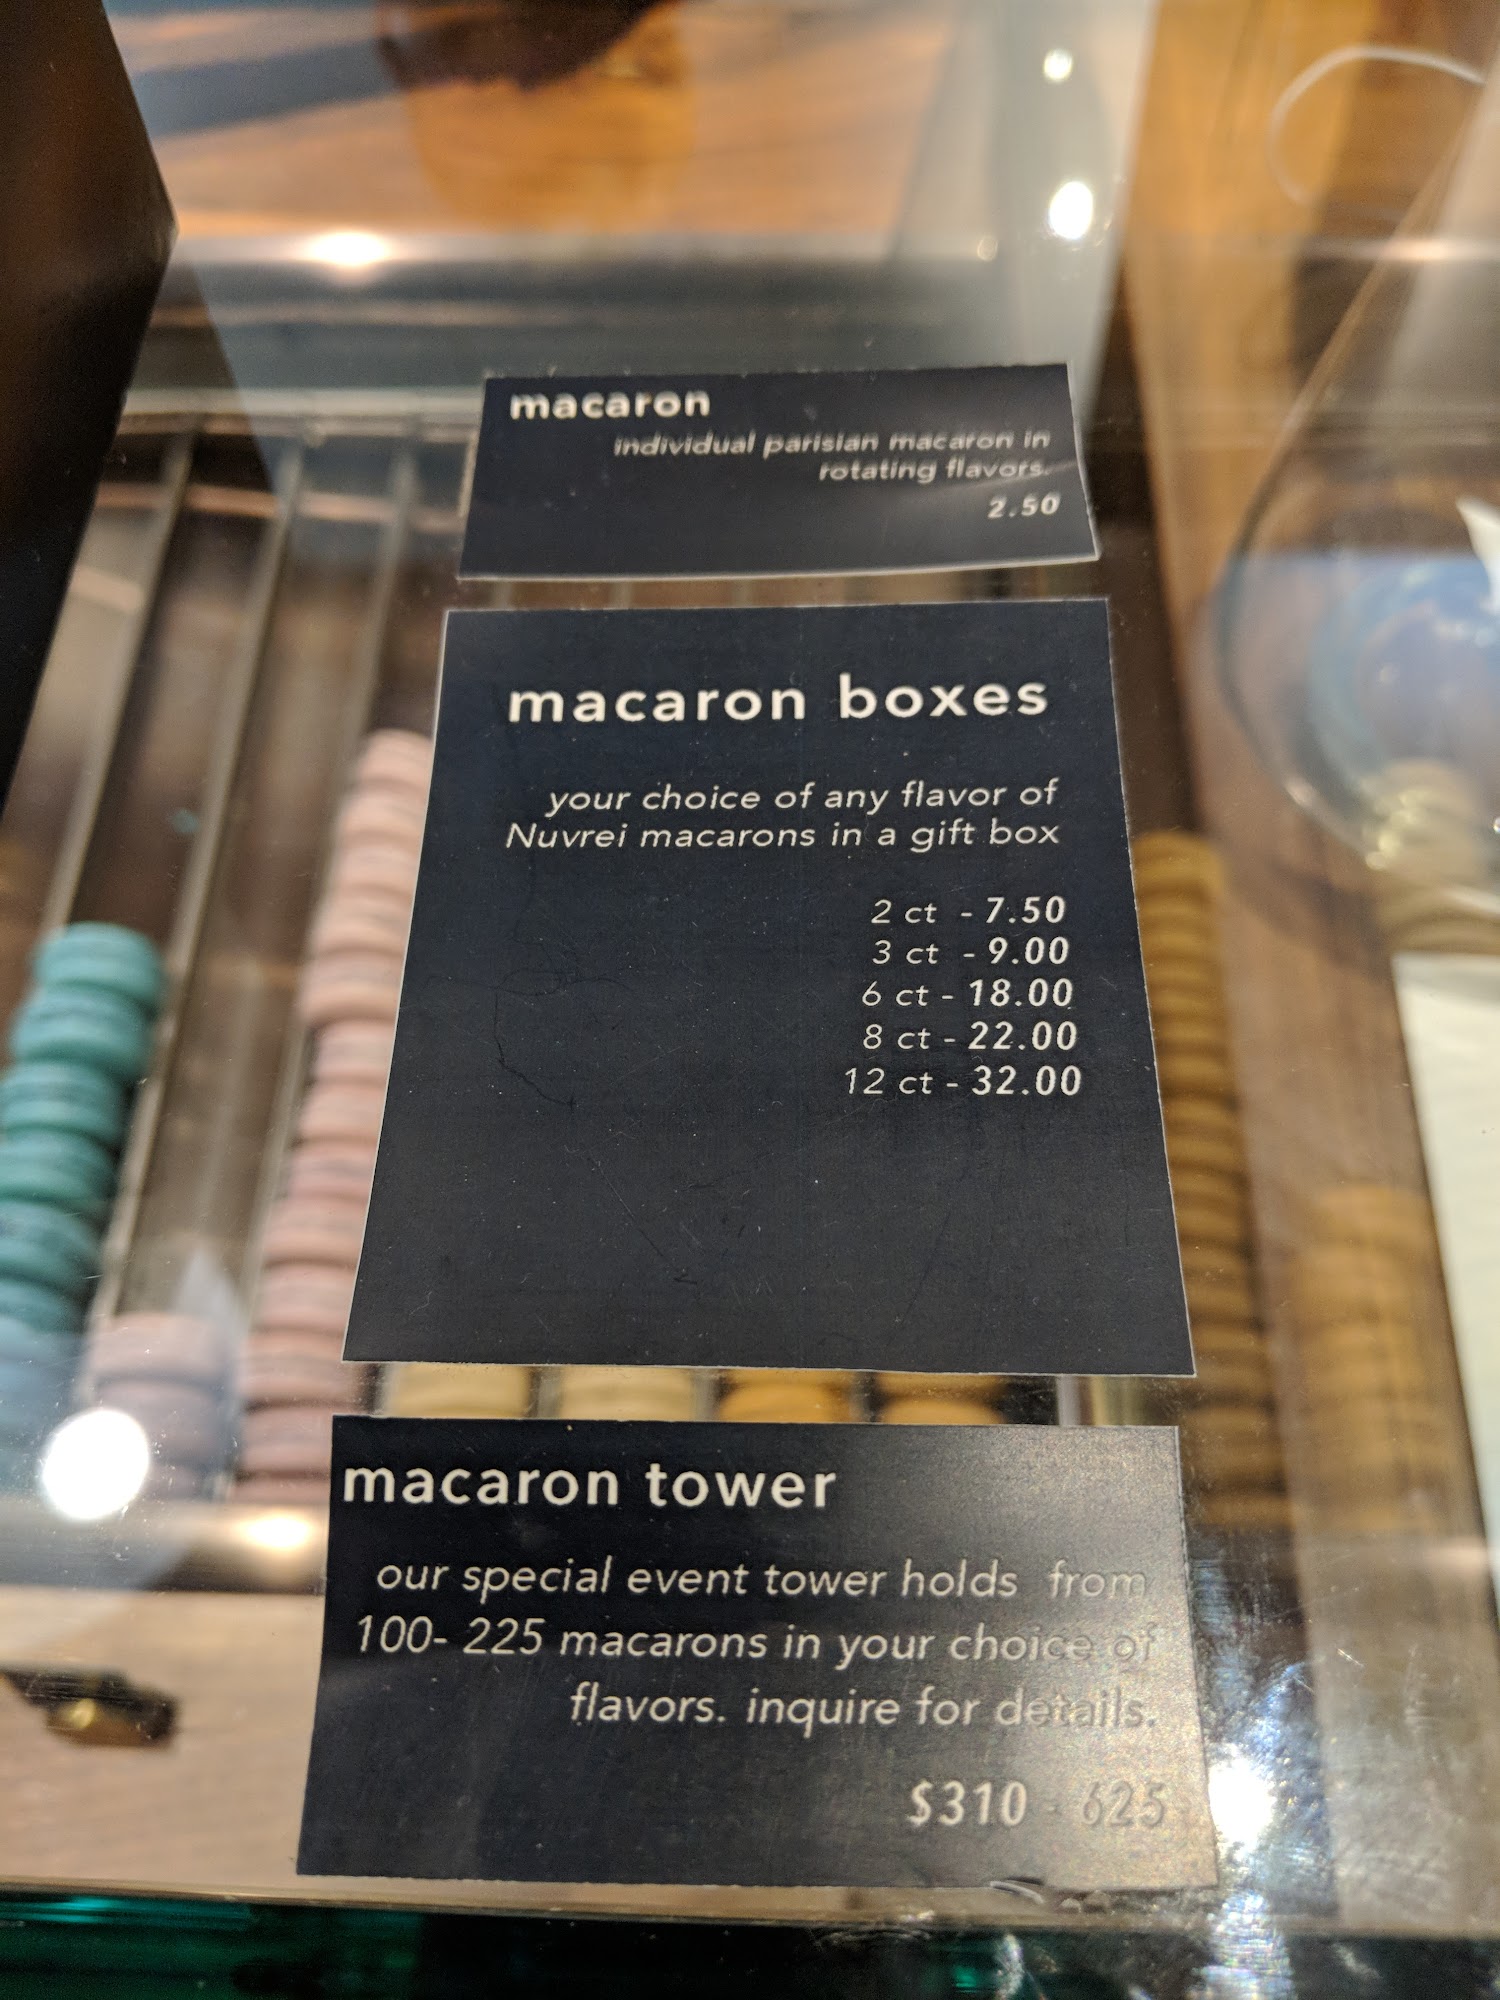 macaron
individual parisian macaron in
rotating flavors.
2.50
macaron boxes
your choice of any flavor of
Nuvrei macarons in a gift box
2 ct - 7.50
3 ct - 9.00
6 ct - 18.00
8 ct - 22.00
12 ct - 32.00
macaron tower
our special event tower holds from
100- 225 macarons in your choice of
flavors. inquire for details.
$310 - 625